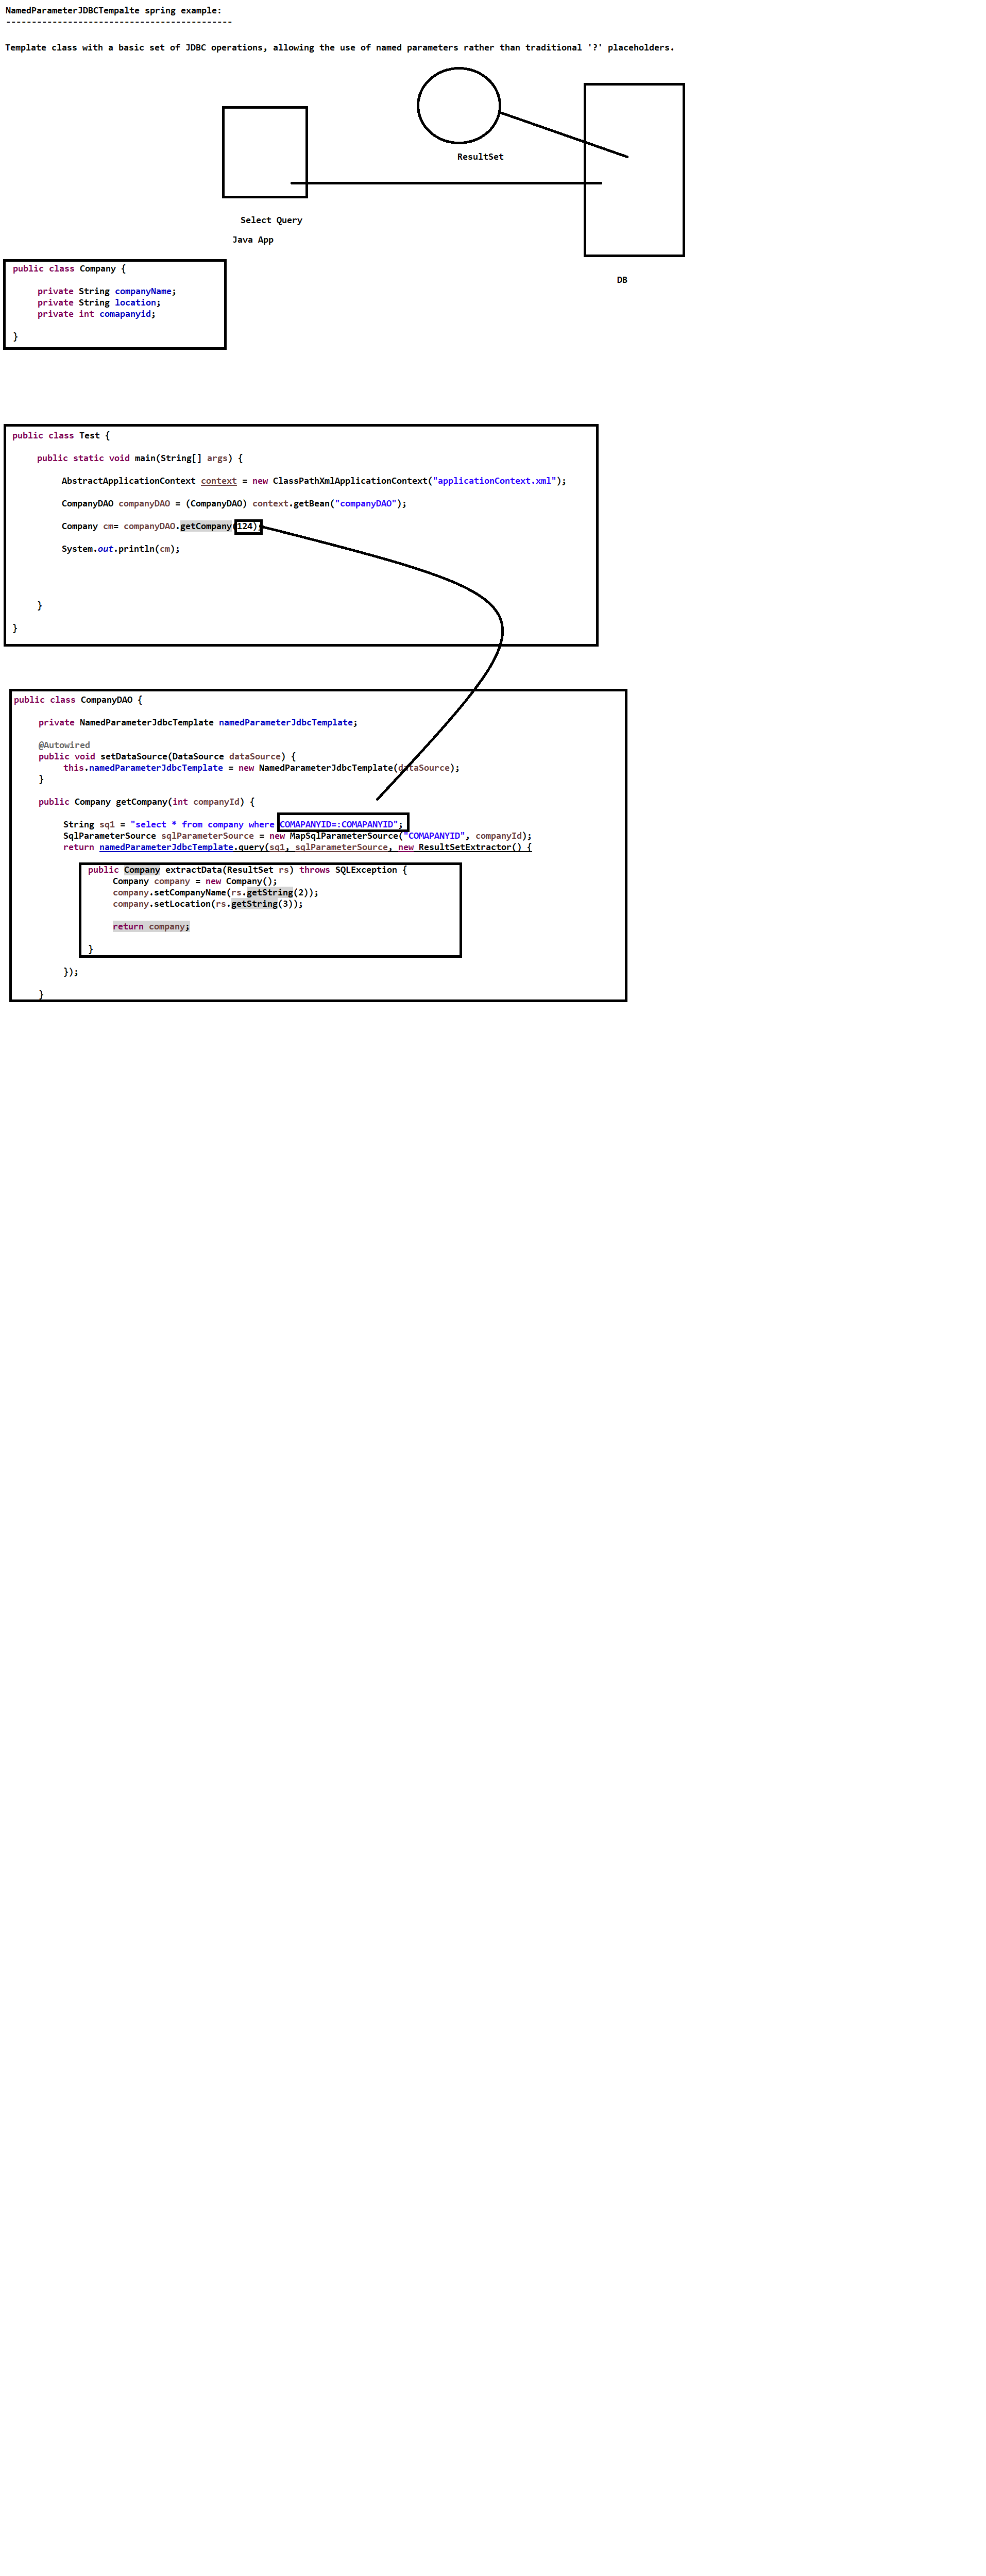 NamedParameterJDBCTempalte spring example:
--------------------------------------------
Template class with a basic set of JDBC operations, allowing the use of named parameters rather than traditional '?' placeholders.
ResultSet
Select Query
Java App
DB
public class Company {
private String companyName;
private String location;
private int comapanyid;
}
public class Test {
public static void main(String[] args) {
AbstractApplicationContext context = new ClassPathXmlApplicationContext("applicationContext.xml");
CompanyDAO companyDAO = (CompanyDAO) context.getBean("companyDAO");
Company cm= companyDAO.getCompany(124);
System.out.println(cm);
}
}
public class CompanyDAO {
private NamedParameterJdbcTemplate namedParameterJdbcTemplate;
@Autowired
public void setDataSource(DataSource dataSource) {
this.namedParameterJdbcTemplate = new NamedParameterJdbcTemplate(dataSource);
}
public Company getCompany(int companyId) {
String sq1 = "select * from company where COMAPANYID=:COMAPANYID";
SqlParameterSource sqlParameterSource = new MapSqlParameterSource("COMAPANYID", companyId);
return namedParameterJdbcTemplate.query(sq1, sqlParameterSource, new ResultSetExtractor() {
public Company extractData(ResultSet rs) throws SQLException {
Company company = new Company();
company.setCompanyName(rs.getString(2));
company.setLocation(rs.getString(3));
return company;
}
});
}